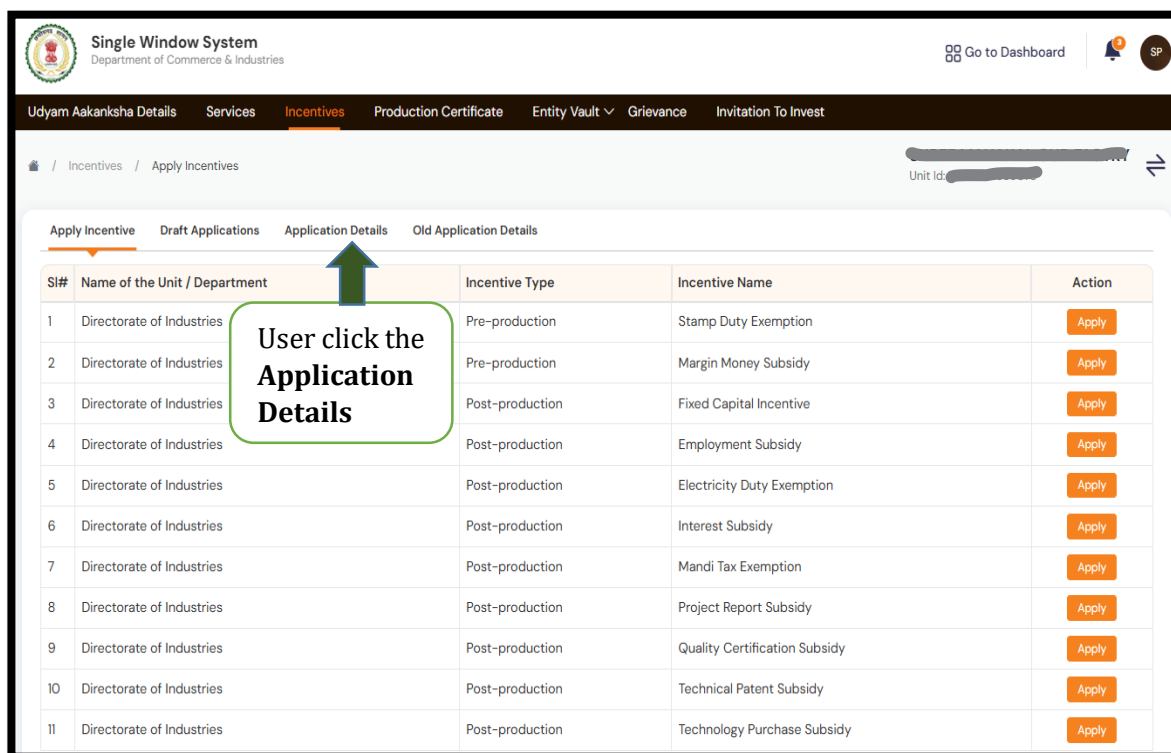 Single Window System
Department of Commerce & Industries
Go to Dashboard
3
SP
Udyam Aakanksha Details Services Incentives Production Certificate Entity Vault Grievance Invitation To Invest
/ Incentives / Apply Incentives
Unit Id:
Apply Incentive Draft Applications Application Details Old Application Details
Sl# Name of the Unit / Department Incentive Type Incentive Name Action
1 Directorate of Industries Pre-production Stamp Duty Exemption Apply
2 Directorate of Industries Pre-production Margin Money Subsidy Apply
3 Directorate of Industries Post-production Fixed Capital Incentive Apply
4 Directorate of Industries Post-production Employment Subsidy Apply
5 Directorate of Industries Post-production Electricity Duty Exemption Apply
6 Directorate of Industries Post-production Interest Subsidy Apply
7 Directorate of Industries Post-production Mandi Tax Exemption Apply
8 Directorate of Industries Post-production Project Report Subsidy Apply
9 Directorate of Industries Post-production Quality Certification Subsidy Apply
10 Directorate of Industries Post-production Technical Patent Subsidy Apply
11 Directorate of Industries Post-production Technology Purchase Subsidy Apply
User click the
Application
Details